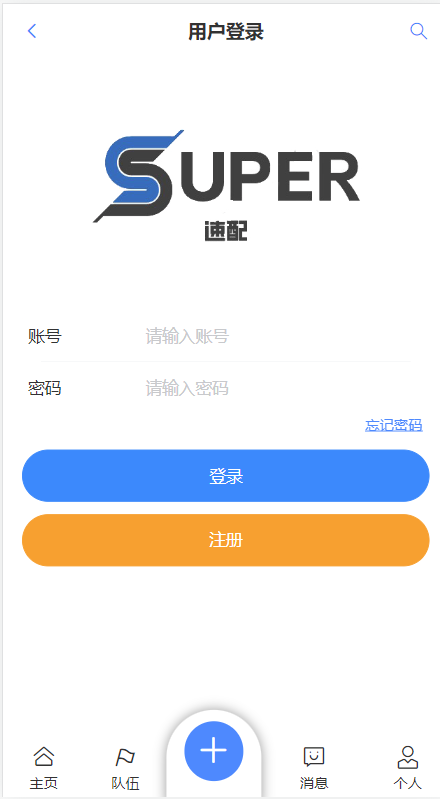 用户登录
SUPER
速配
账号 请输入账号
密码 请输入密码
忘记密码
登录
注册
主页 队伍 消息 个人